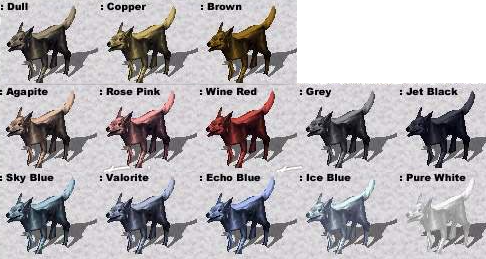 : Dull : Copper : Brown
: Agapite : Rose Pink : Wine Red : Grey : Jet Black
: Sky Blue : Valorite : Echo Blue : Ice Blue : Pure White